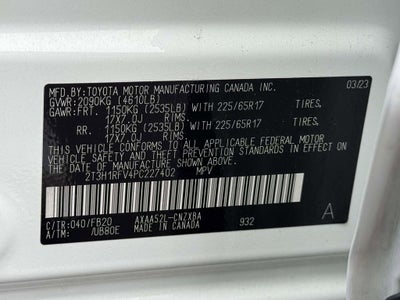 MFD. BY: TOYOTA MOTOR MANUFACTURING CANADA INC. 03/23
GVWR: 2090KG (4610LB)
GAWR: FRT. 1150KG (2535LB) WITH 225/65R17 TIRES,
17X7.0J RIMS.
RR. 1150KG (2535LB) WITH 225/65R17 TIRES,
17X7.0J RIMS.
THIS VEHICLE CONFORMS TO ALL APPLICABLE FEDERAL MOTOR
VEHICLE SAFETY STANDARDS IN EFFECT ON
THE DATE OF MANUFACTURE SHOWN ABOVE.
2T3H1RFV4PC227402 MPV
C/TR: 040/FB20 AXAA52L-CNZXBA 932 A
A/TM: /UB80E MADE IN CANADA